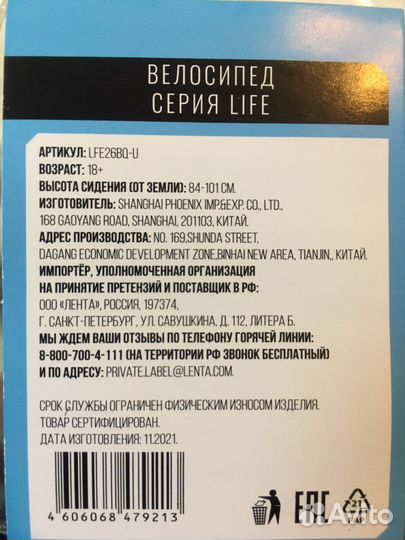 ВЕЛОСИПЕД
СЕРИЯ LIFE
АРТИКУЛ: LFE26BQ-U
ВОЗРАСТ: 18+
ВЫСОТА СИДЕНИЯ (ОТ ЗЕМЛИ): 84-101 СМ.
ИЗГОТОВИТЕЛЬ: SHANGHAI PHOENIX IMP.&EXP. CO., LTD.,
168 GAOYANG ROAD, SHANGHAI, 201103, КИТАЙ.
АДРЕС ПРОИЗВОДСТВА: NO. 169,SHUNDA STREET,
DAGANG ECONOMIC DEVELOPMENT ZONE,BINHAI NEW AREA, TIANJIN,, КИТАЙ.
ИМПОРТЁР, УПОЛНОМОЧЕННАЯ ОРГАНИЗАЦИЯ
НА ПРИНЯТИЕ ПРЕТЕНЗИЙ И ПОСТАВЩИК В РФ:
ООО «ЛЕНТА», РОССИЯ, 197374,
Г. САНКТ-ПЕТЕРБУРГ, УЛ. САВУШКИНА, Д. 112, ЛИТЕРА Б.
МЫ ЖДЕМ ВАШИ ОТЗЫВЫ ПО ТЕЛЕФОНУ ГОРЯЧЕЙ ЛИНИИ:
8-800-700-4-111 (НА ТЕРРИТОРИИ РФ ЗВОНОК БЕСПЛАТНЫЙ)
И ПО АДРЕСУ: PRIVATE.LABEL@LENTA.COM.
СРОК СЛУЖБЫ ОГРАНИЧЕН ФИЗИЧЕСКИМ ИЗНОСОМ ИЗДЕЛИЯ.
ТОВАР СЕРТИФИЦИРОВАН.
ДАТА ИЗГОТОВЛЕНИЯ: 11.2021.
4 606068 479213
EAC
21
PAP
Avito